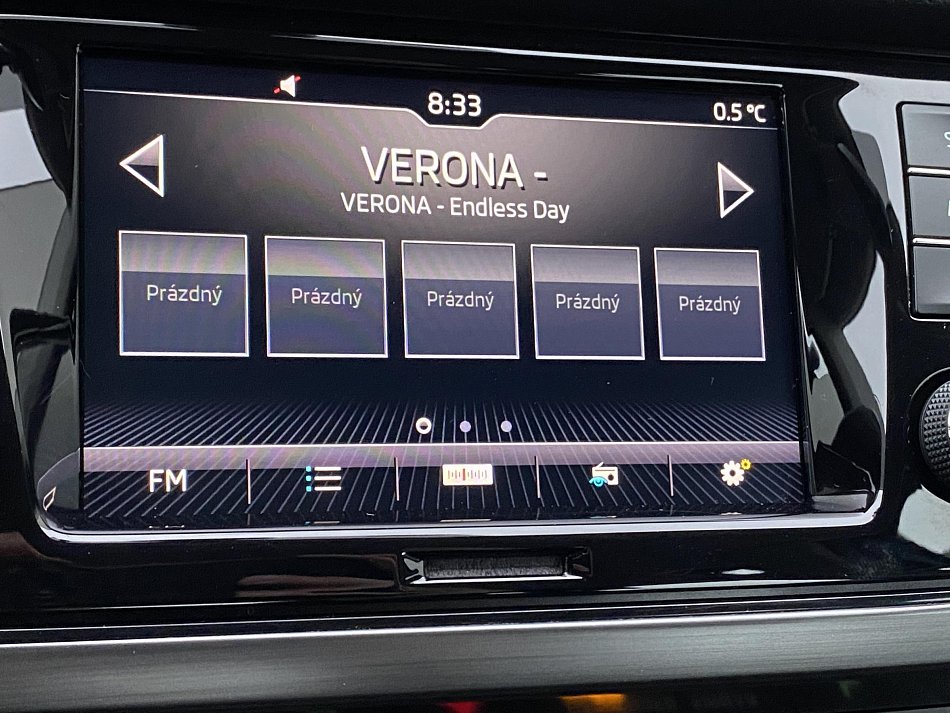 8:33
0.5 °C
VERONA -
VERONA - Endless Day
Prázdný
Prázdný
Prázdný
Prázdný
Prázdný
FM